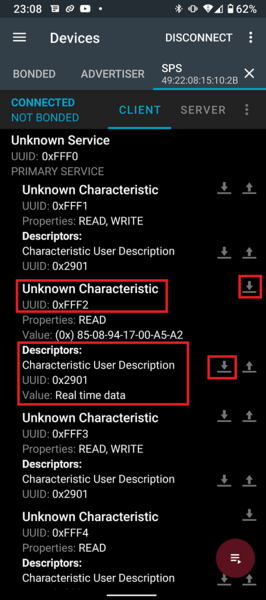 23:08
62%
Devices
DISCONNECT
BONDED
ADVERTISER
SPS
49:22:08:15:10:2B
CONNECTED
NOT BONDED
CLIENT
SERVER
Unknown Service
UUID: 0xFFF0
PRIMARY SERVICE
Unknown Characteristic
UUID: 0xFFF1
Properties: READ, WRITE
Descriptors:
Characteristic User Description
UUID: 0x2901
Unknown Characteristic
UUID: 0xFFF2
Properties: READ
Value: (0x) 85-08-94-17-00-A5-A2
Descriptors:
Characteristic User Description
UUID: 0x2901
Value: Real time data
Unknown Characteristic
UUID: 0xFFF3
Properties: READ, WRITE
Descriptors:
Characteristic User Description
UUID: 0x2901
Unknown Characteristic
UUID: 0xFFF4
Properties: READ
Descriptors:
Characteristic User Description